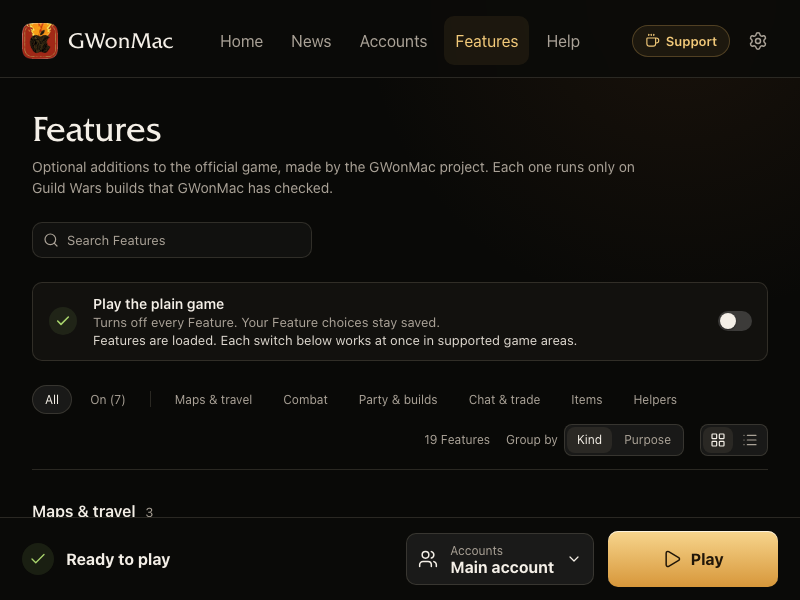 GWonMac
Home
News
Accounts
Features
Help
Support
Features
Optional additions to the official game, made by the GWonMac project. Each one runs only on
Guild Wars builds that GWonMac has checked.
Search Features
Play the plain game
Turns off every Feature. Your Feature choices stay saved.
Features are loaded. Each switch below works at once in supported game areas.
All
On (7)
Maps & travel
Combat
Party & builds
Chat & trade
Items
Helpers
19 Features
Group by
Kind
Purpose
Maps & travel 3
Ready to play
Accounts
Main account
Play